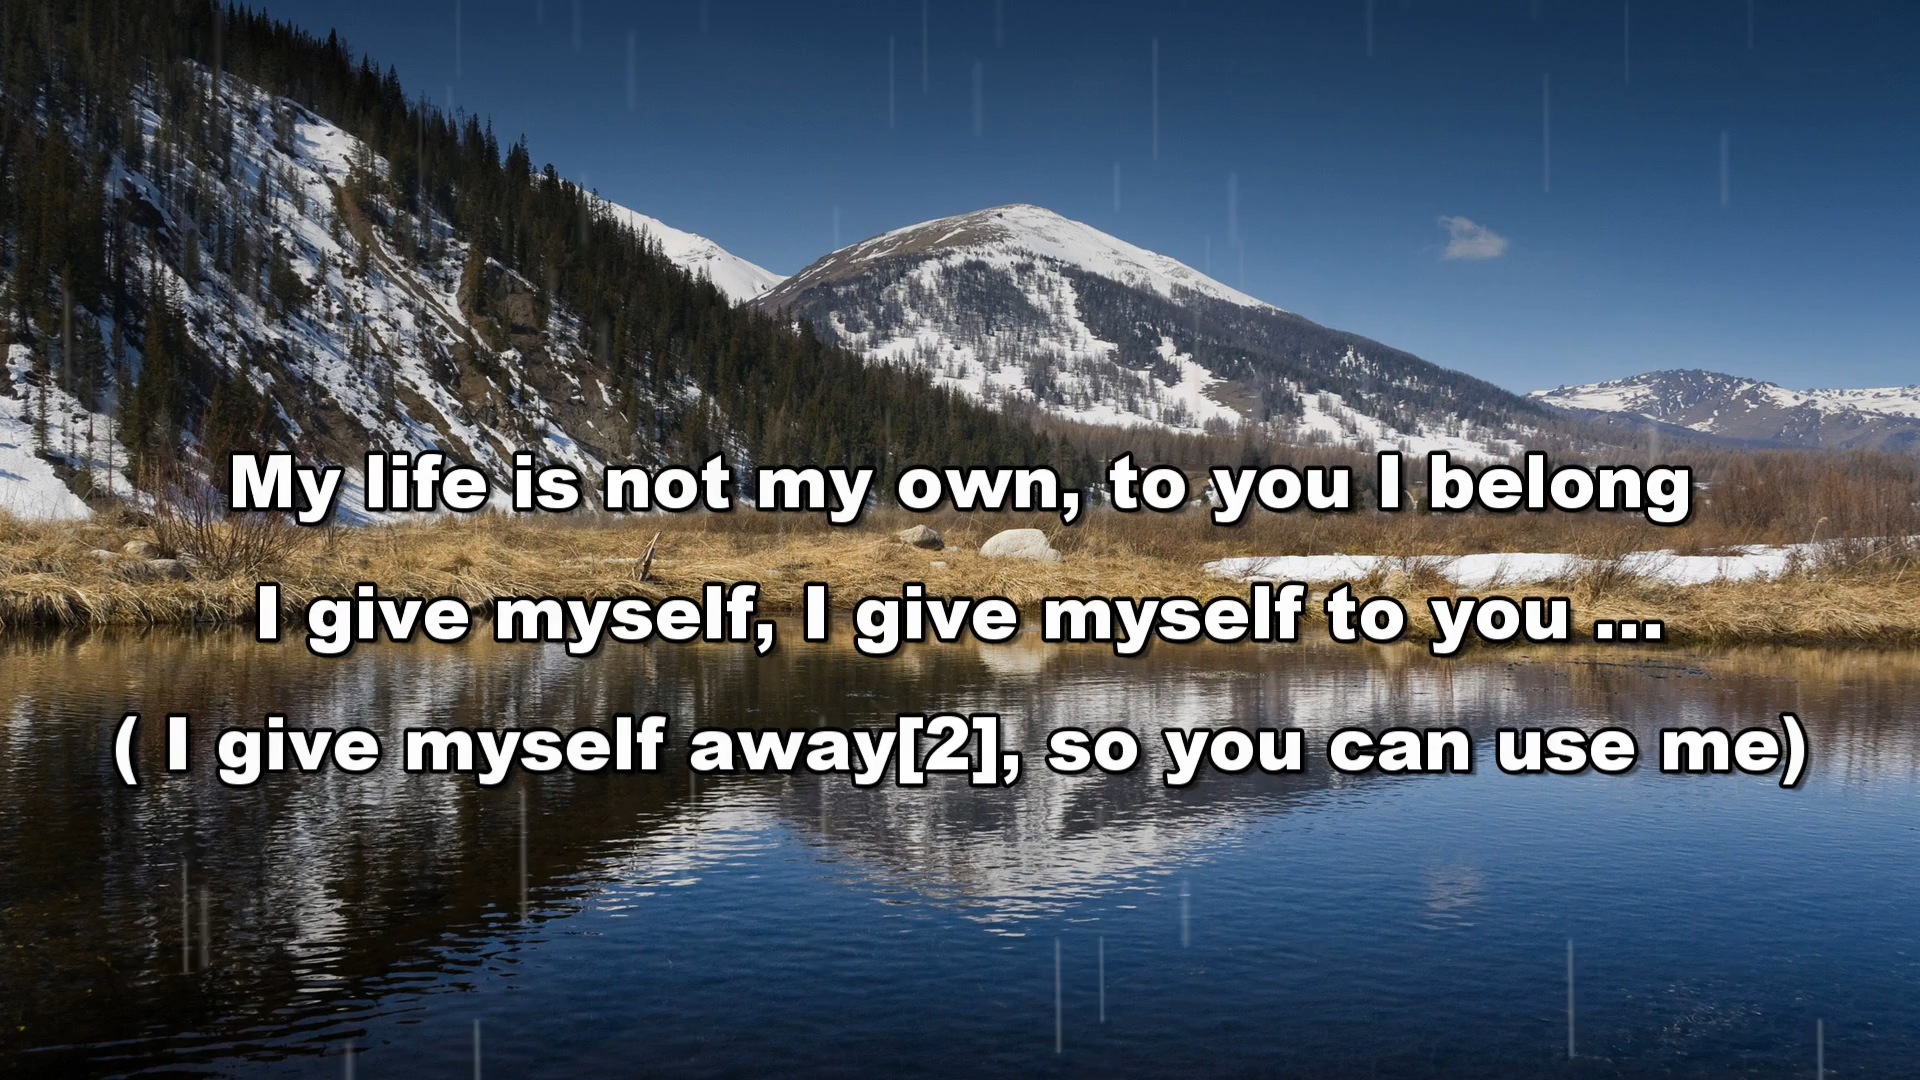 My life is not my own, to you I belong
I give myself, I give myself to you ...
( I give myself away[2], so you can use me)